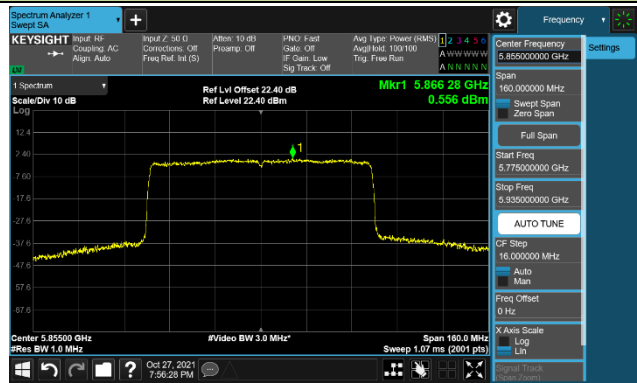 Spectrum Analyzer 1
Swept SA
Frequency
KEYSIGHT
Input: RF
Coupling: AC
Align: Auto
Input Z: 50 Ω
Corrections: Off
Freq Ref: Int (S)
Atten: 10 dB
Preamp: Off
PNO: Fast
Gate: Off
IF Gain: Low
Sig Track: Off
Avg Type: Power (RMS)
Avg|Hold: 100/100
Trig: Free Run
1 2 3 4 5 6
A W W W W W
A N N N N N
LV
1 Spectrum
Scale/Div 10 dB
Ref Lvl Offset 22.40 dB
Ref Level 22.40 dBm
Mkr1 5.866 28 GHz
0.556 dBm
Log
12.4
2.40
-7.60
-17.6
-27.6
-37.6
-47.6
-57.6
-67.6
1
Center 5.85500 GHz
#Res BW 1.0 MHz
#Video BW 3.0 MHz*
Span 160.0 MHz
Sweep 1.07 ms (2001 pts)
Center Frequency
5.855000000 GHz
Settings
Span
160.000000 MHz
Swept Span
Zero Span
Full Span
Start Freq
5.775000000 GHz
Stop Freq
5.935000000 GHz
AUTO TUNE
CF Step
16.000000 MHz
Auto
Man
Freq Offset
0 Hz
X Axis Scale
Log
Lin
Signal Track
(Span Zoom)
Oct 27, 2021
7:56:28 PM